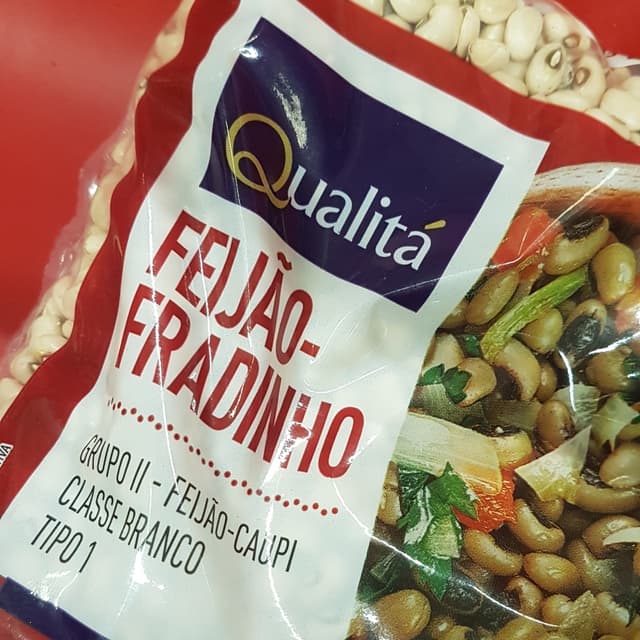 Qualitá
FEIJÃO-
FRADINHO
GRUPO II - FEIJÃO-CAUPI
CLASSE BRANCO
TIPO 1